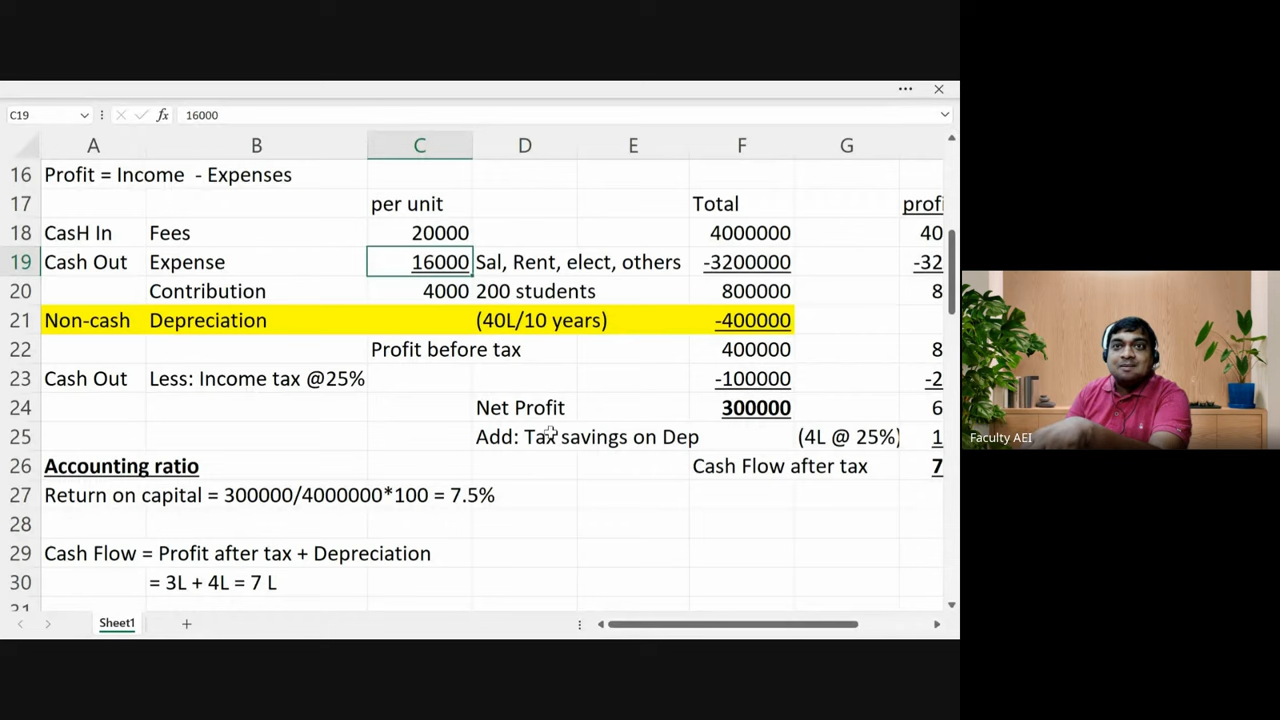 C19 fx 16000
A B C D E F G
16 Profit = Income - Expenses
17 per unit Total profi
18 CasH In Fees 20000 4000000 40
19 Cash Out Expense 16000 Sal, Rent, elect, others -3200000 -32
20 Contribution 4000 200 students 800000 8
21 Non-cash Depreciation (40L/10 years) -400000
22 Profit before tax 400000 8
23 Cash Out Less: Income tax @25% -100000 -2
24 Net Profit 300000 6
25 Add: Tax savings on Dep (4L @ 25%) 1
26 Accounting ratio Cash Flow after tax 7
27 Return on capital = 300000/4000000*100 = 7.5%
28
29 Cash Flow = Profit after tax + Depreciation
30 = 3L + 4L = 7 L
31
Sheet1
Faculty AEI